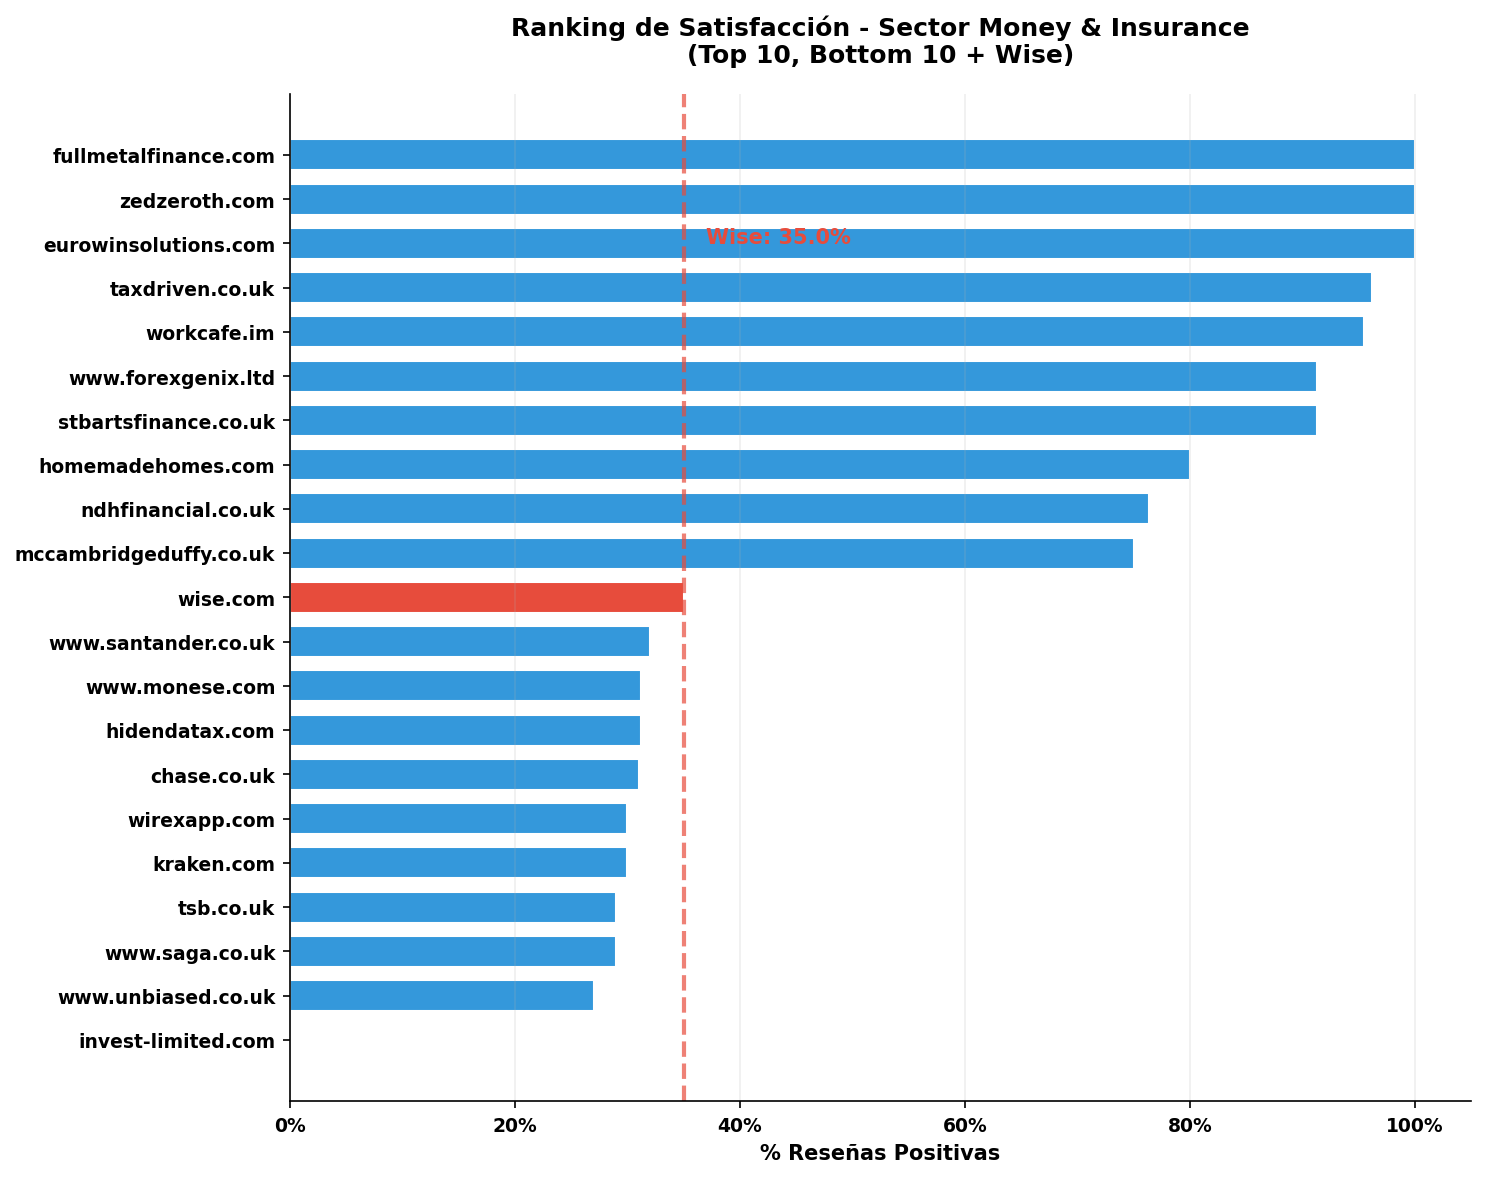 Ranking de Satisfacción - Sector Money & Insurance
(Top 10, Bottom 10 + Wise)
fullmetalfinance.com
zedzeroth.com
eurowinsolutions.com
Wise: 35.0%
taxdriven.co.uk
workcafe.im
www.forexgenix.ltd
stbartsfinance.co.uk
homemadehomes.com
ndhfinancial.co.uk
mccambridgeduffy.co.uk
wise.com
www.santander.co.uk
www.monese.com
hidendatax.com
chase.co.uk
wirexapp.com
kraken.com
tsb.co.uk
www.saga.co.uk
www.unbiased.co.uk
invest-limited.com
0% 20% 40% 60% 80% 100%
% Reseñas Positivas